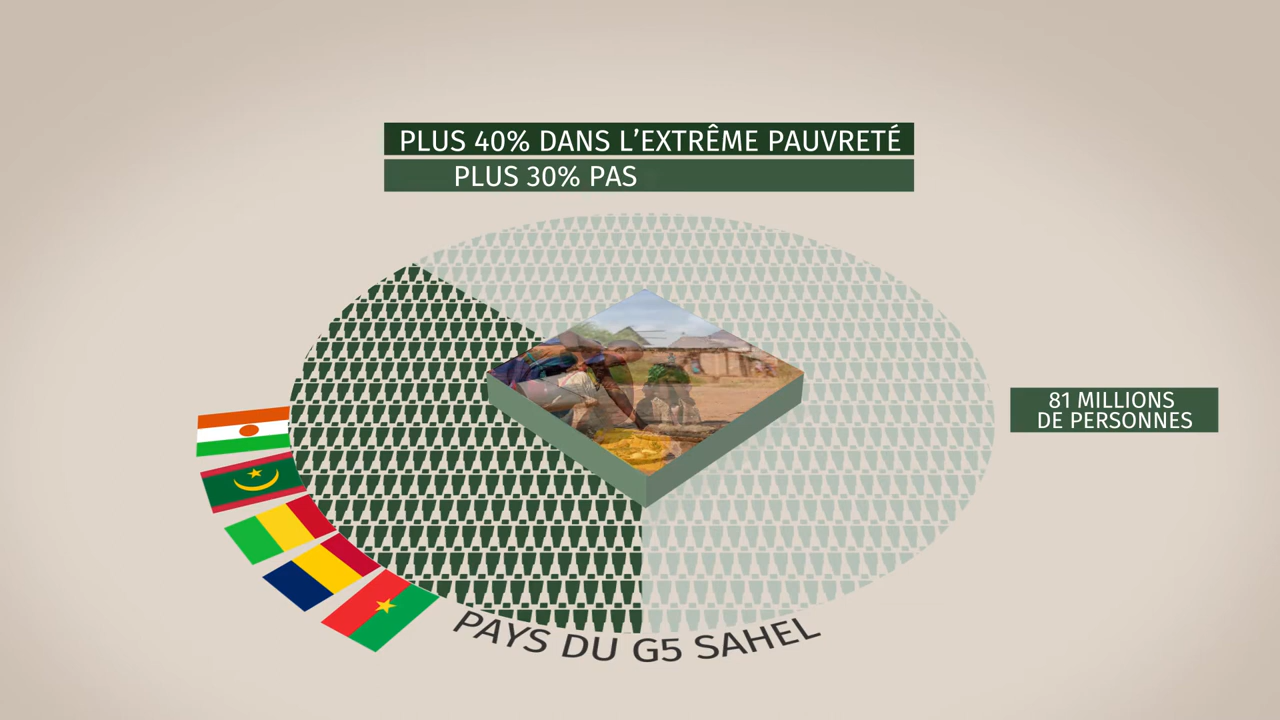 PLUS 40% DANS L’EXTRÊME PAUVRETÉ
PLUS 30% PAS
81 MILLIONS
DE PERSONNES
PAYS DU G5 SAHEL